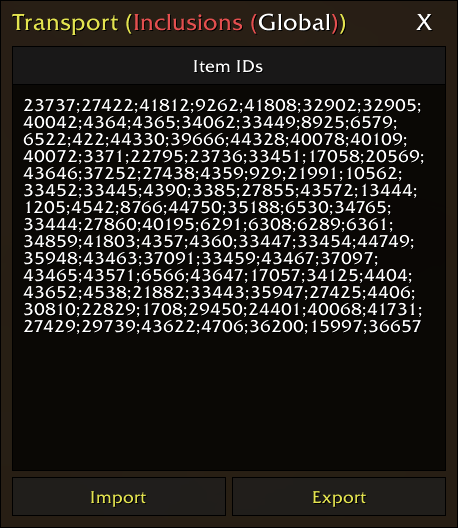 Transport (Inclusions (Global))
X
Item IDs
23737;27422;41812;9262;41808;32902;32905;
40042;4364;4365;34062;33449;8925;6579;
6522;422;44330;39666;44328;40078;40109;
40072;3371;22795;23736;33451;17058;20569;
43646;37252;27438;4359;929;21991;10562;
33452;33445;4390;3385;27855;43572;13444;
1205;4542;8766;44750;35188;6530;34765;
33444;27860;40195;6291;6308;6289;6361;
34859;41803;4357;4360;33447;33454;44749;
35948;43463;37091;33459;43467;37097;
43465;43571;6566;43647;17057;34125;4404;
43652;4538;21882;33443;35947;27425;4406;
30810;22829;1708;29450;24401;40068;41731;
27429;29739;43622;4706;36200;15997;36657
Import
Export